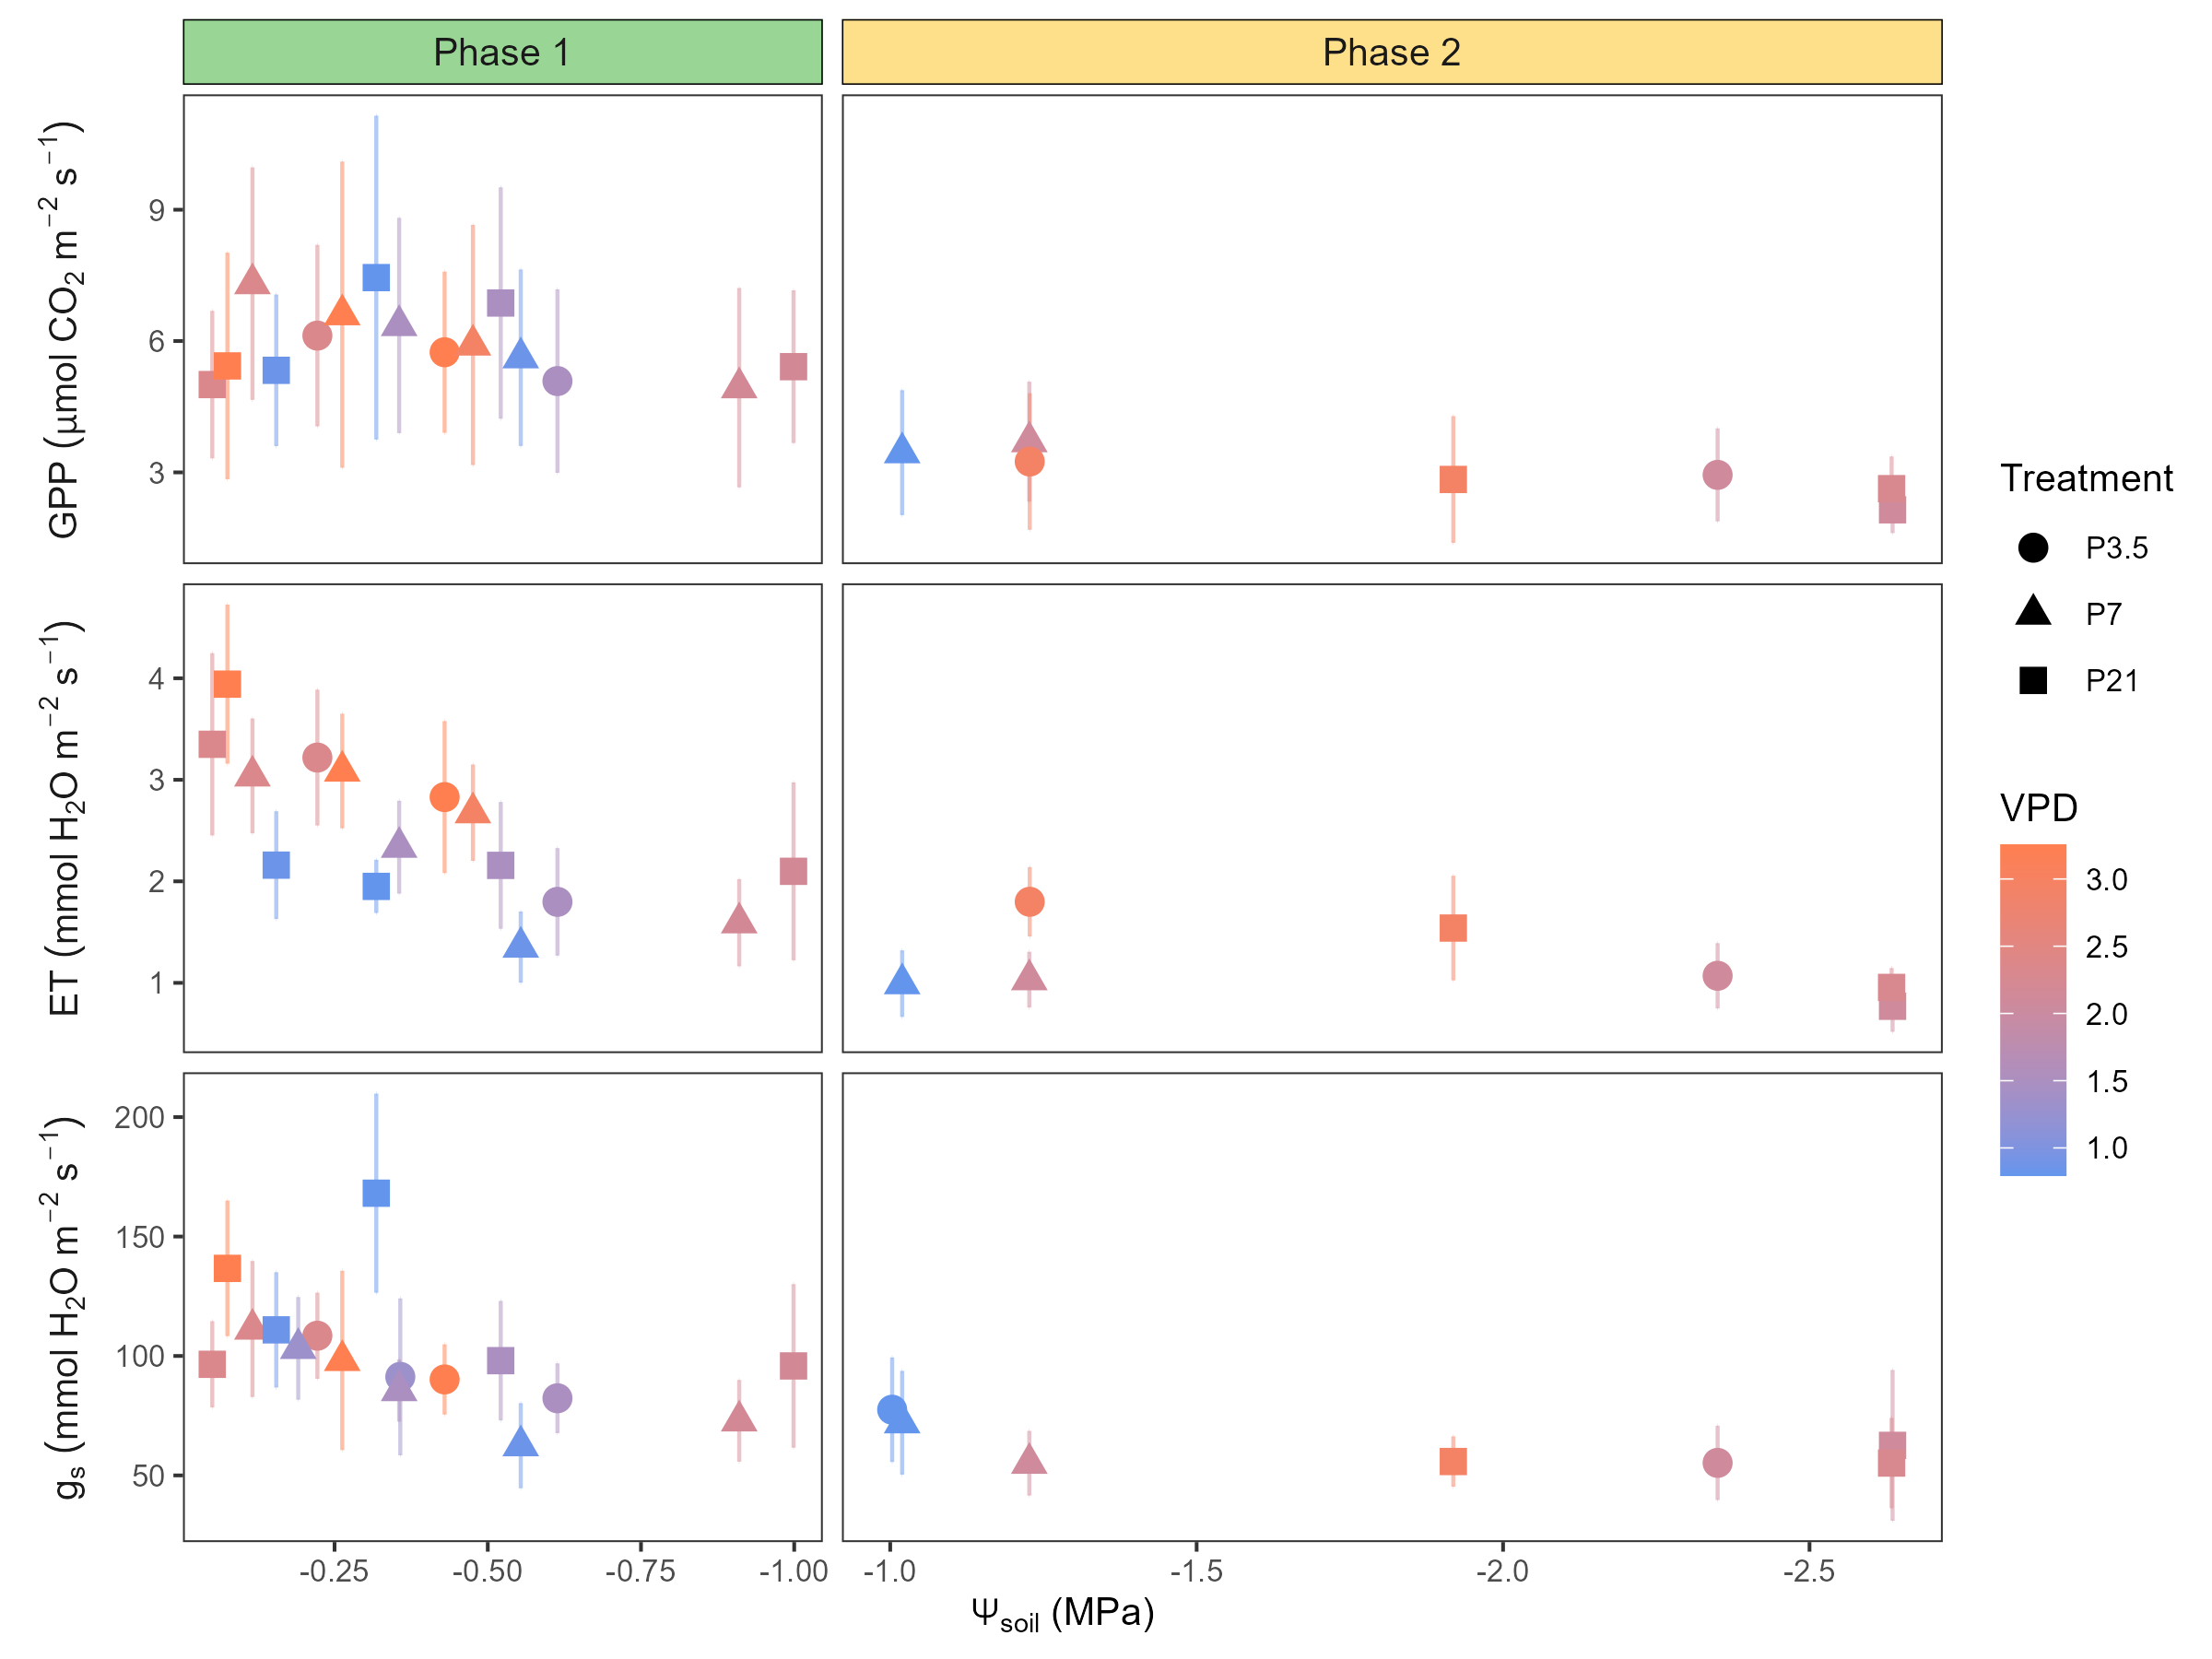 Phase 1
Phase 2
GPP (µmol CO₂ m⁻² s⁻¹)
9
6
3
ET (mmol H₂O m⁻² s⁻¹)
4
3
2
1
gₛ (mmol H₂O m⁻² s⁻¹)
200
150
100
50
-0.25 -0.50 -0.75 -1.00 -1.0 -1.5 -2.0 -2.5
Ψsoil (MPa)
Treatment
P3.5
P7
P21
VPD
3.0
2.5
2.0
1.5
1.0